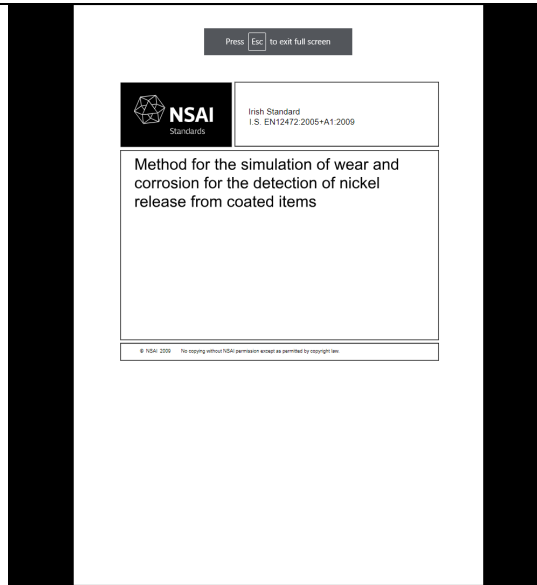 Press Esc to exit full screen
NSAI
Standards
Irish Standard
I.S. EN12472:2005+A1:2009
Method for the simulation of wear and
corrosion for the detection of nickel
release from coated items
© NSAI 2009 No copying without NSAI permission except as permitted by copyright law.